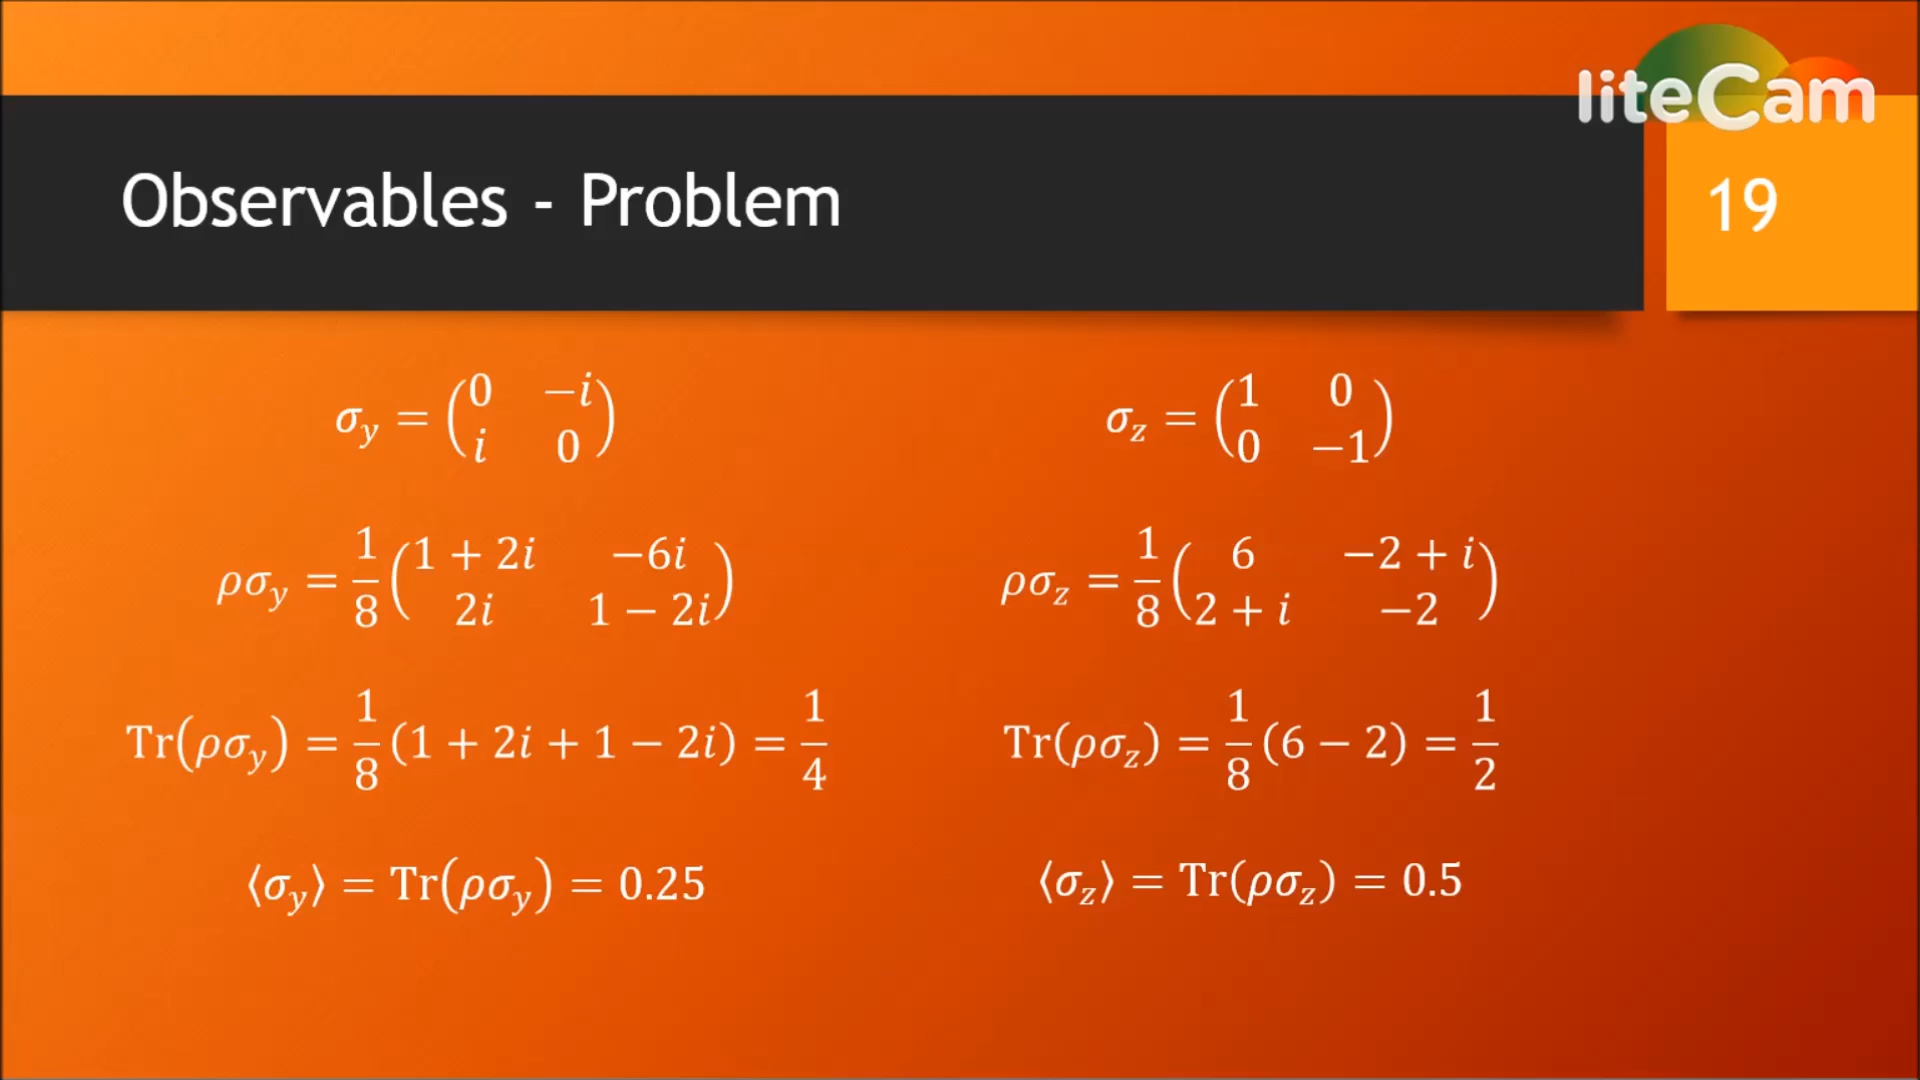 liteCam
Observables - Problem
19
σ_y = (0 −i; i 0)
σ_z = (1 0; 0 −1)
ρσ_y = 1/8 (1 + 2i −6i; 2i 1 − 2i)
ρσ_z = 1/8 (6 −2 + i; 2 + i −2)
Tr(ρσ_y) = 1/8 (1 + 2i + 1 − 2i) = 1/4
Tr(ρσ_z) = 1/8 (6 − 2) = 1/2
⟨σ_y⟩ = Tr(ρσ_y) = 0.25
⟨σ_z⟩ = Tr(ρσ_z) = 0.5